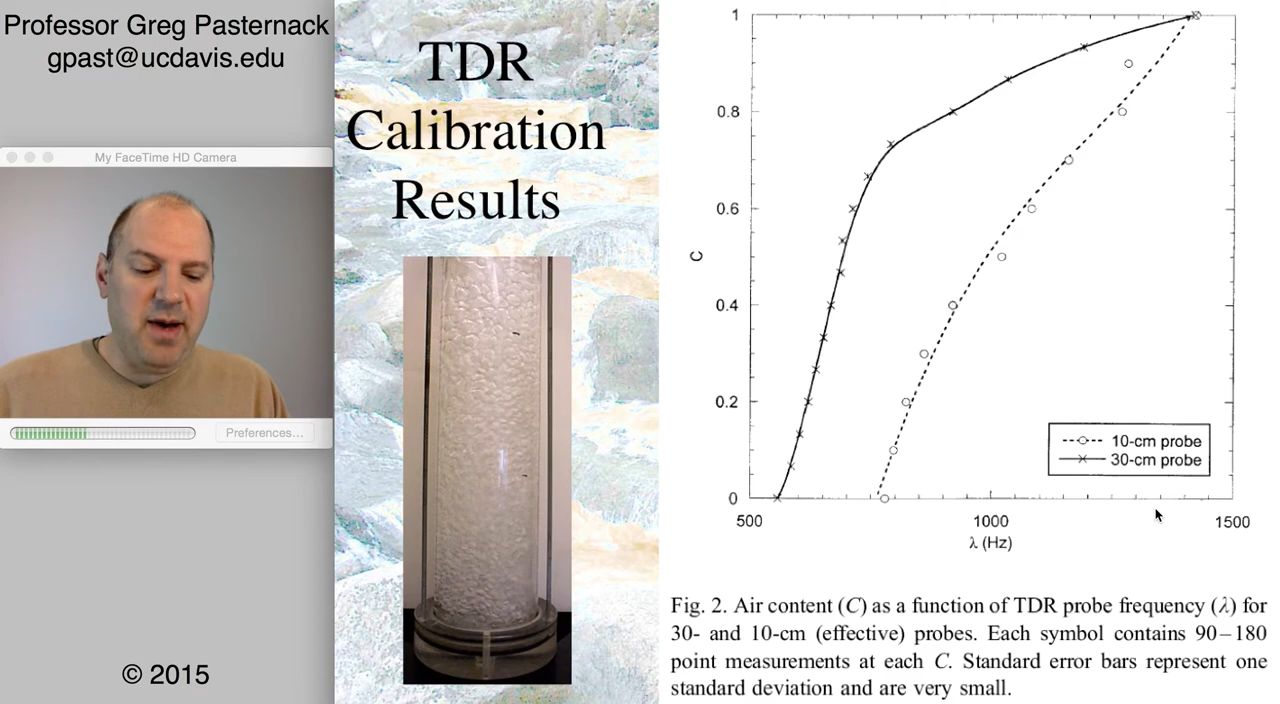 Professor Greg Pasternack
gpast@ucdavis.edu
My FaceTime HD Camera
Preferences...
© 2015
TDR
Calibration
Results
1
0.8
0.6
C
0.4
0.2
0
500
1000
1500
λ (Hz)
10-cm probe
30-cm probe
Fig. 2. Air content (C) as a function of TDR probe frequency (λ) for
30- and 10-cm (effective) probes. Each symbol contains 90–180
point measurements at each C. Standard error bars represent one
standard deviation and are very small.